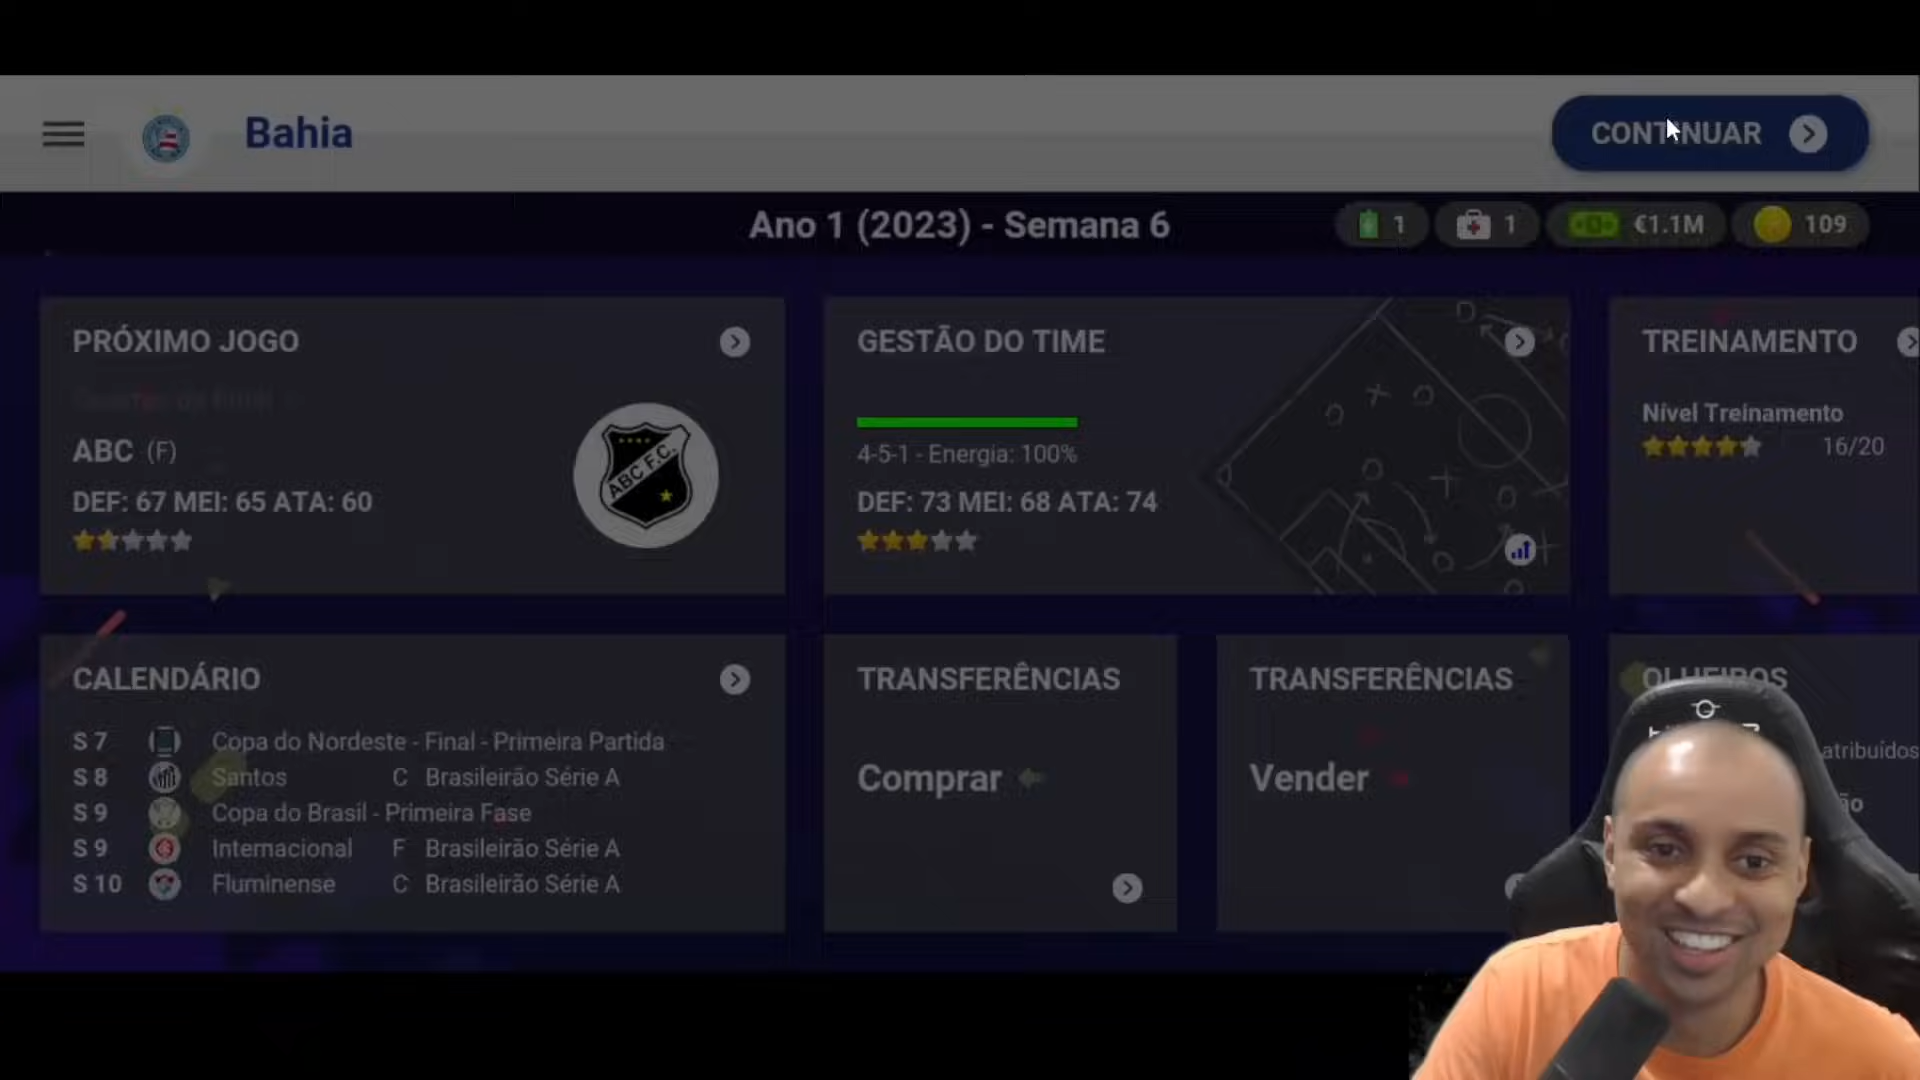 Bahia
CONTINUAR
Ano 1 (2023) - Semana 6
1
1
€1.1M
109
PRÓXIMO JOGO
ABC (F)
DEF: 67 MEI: 65 ATA: 60
ABC F.C.
GESTÃO DO TIME
4-5-1 - Energia: 100%
DEF: 73 MEI: 68 ATA: 74
TREINAMENTO
Nível Treinamento
16/20
CALENDÁRIO
S 7 Copa do Nordeste - Final - Primeira Partida
S 8 Santos C Brasileirão Série A
S 9 Copa do Brasil - Primeira Fase
S 9 Internacional F Brasileirão Série A
S 10 Fluminense C Brasileirão Série A
TRANSFERÊNCIAS
Comprar
TRANSFERÊNCIAS
Vender
OLHEIROS
atribuídos